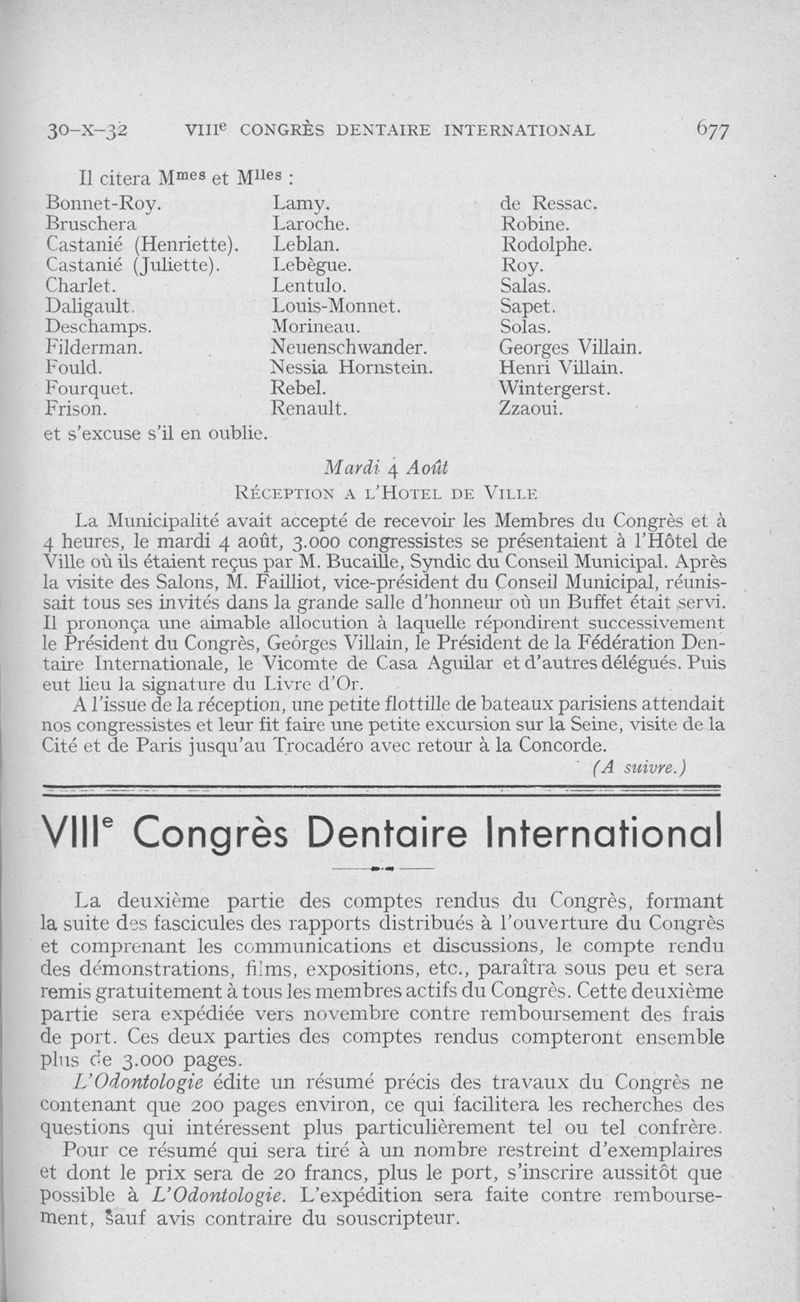 30-X-32 VIIIe CONGRÈS DENTAIRE INTERNATIONAL 677
Il citera Mmes et Mlles :
Bonnet-Roy.
Bruschera
Castanié (Henriette).
Castanié (Juliette).
Charlet.
Daligault.
Deschamps.
Filderman.
Fould.
Fourquet.
Frison.
Lamy.
Laroche.
Leblan.
Lebègue.
Lentulo.
Louis-Monnet.
Morineau.
Neuenschwander.
Nessia Hornstein.
Rebel.
Renault.
de Ressac.
Robine.
Rodolphe.
Roy.
Salas.
Sapet.
Solas.
Georges Villain.
Henri Villain.
Wintergerst.
Zzaoui.
et s'excuse s'il en oublie.
Mardi 4 Août
RÉCEPTION A L'HOTEL DE VILLE
La Municipalité avait accepté de recevoir les Membres du Congrès et à
4 heures, le mardi 4 août, 3.000 congressistes se présentaient à l'Hôtel de
Ville où ils étaient reçus par M. Bucaille, Syndic du Conseil Municipal. Après
la visite des Salons, M. Failliot, vice-président du Conseil Municipal, réunis-
sait tous ses invités dans la grande salle d'honneur où un Buffet était servi.
Il prononça une aimable allocution à laquelle répondirent successivement
le Président du Congrès, Geórges Villain, le Président de la Fédération Den-
taire Internationale, le Vicomte de Casa Aguilar et d'autres délégués. Puis
eut lieu la signature du Livre d'Or.
A l'issue de la réception, une petite flottille de bateaux parisiens attendait
nos congressistes et leur fit faire une petite excursion sur la Seine, visite de la
Cité et de Paris jusqu'au Trocadéro avec retour à la Concorde.
(A suivre.)
VIIIe Congrès Dentaire International
La deuxième partie des comptes rendus du Congrès, formant
la suite des fascicules des rapports distribués à l'ouverture du Congrès
et comprenant les communications et discussions, le compte rendu
des démonstrations, films, expositions, etc., paraîtra sous peu et sera
remis gratuitement à tous les membres actifs du Congrès. Cette deuxième
partie sera expédiée vers novembre contre remboursement des frais
de port. Ces deux parties des comptes rendus compteront ensemble
plus de 3.000 pages.
L'Odontologie édite un résumé précis des travaux du Congrès ne
contenant que 200 pages environ, ce qui facilitera les recherches des
questions qui intéressent plus particulièrement tel ou tel confrère.
Pour ce résumé qui sera tiré à un nombre restreint d'exemplaires
et dont le prix sera de 20 francs, plus le port, s'inscrire aussitôt que
possible à L'Odontologie. L'expédition sera faite contre rembourse-
ment, sauf avis contraire du souscripteur.